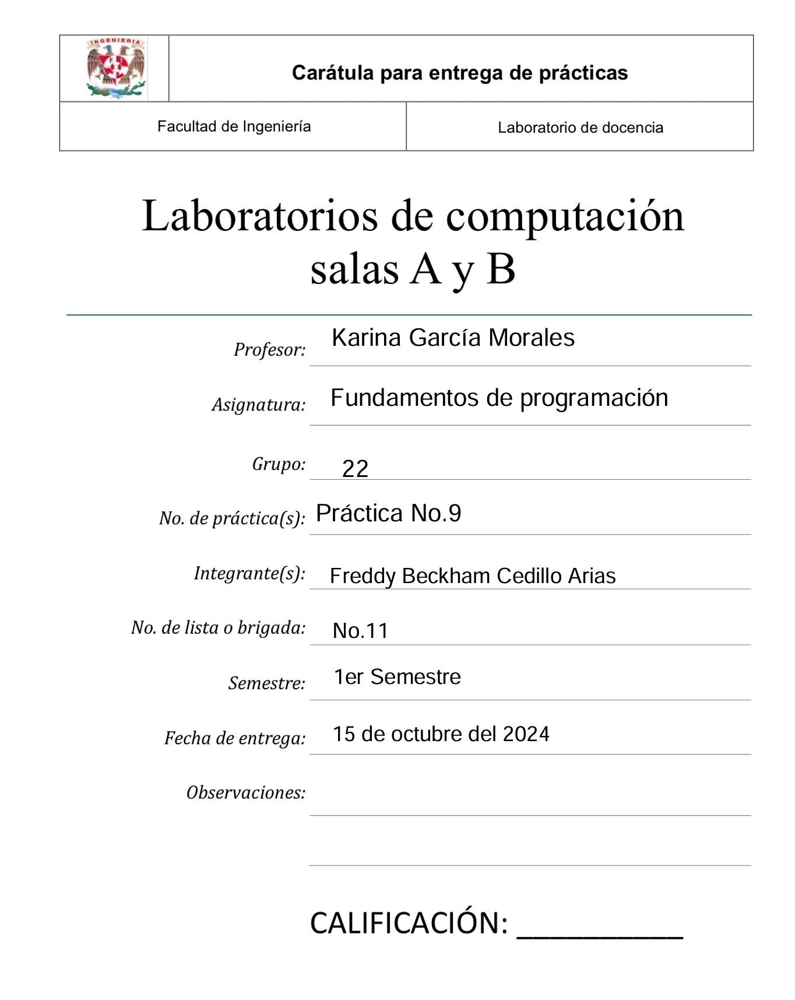 INGENIERIA
F I
Carátula para entrega de prácticas
Facultad de Ingeniería
Laboratorio de docencia
Laboratorios de computación
salas A y B
Profesor: Karina García Morales
Asignatura: Fundamentos de programación
Grupo: 22
No. de práctica(s): Práctica No.9
Integrante(s): Freddy Beckham Cedillo Arias
No. de lista o brigada: No.11
Semestre: 1er Semestre
Fecha de entrega: 15 de octubre del 2024
Observaciones:
CALIFICACIÓN: __________